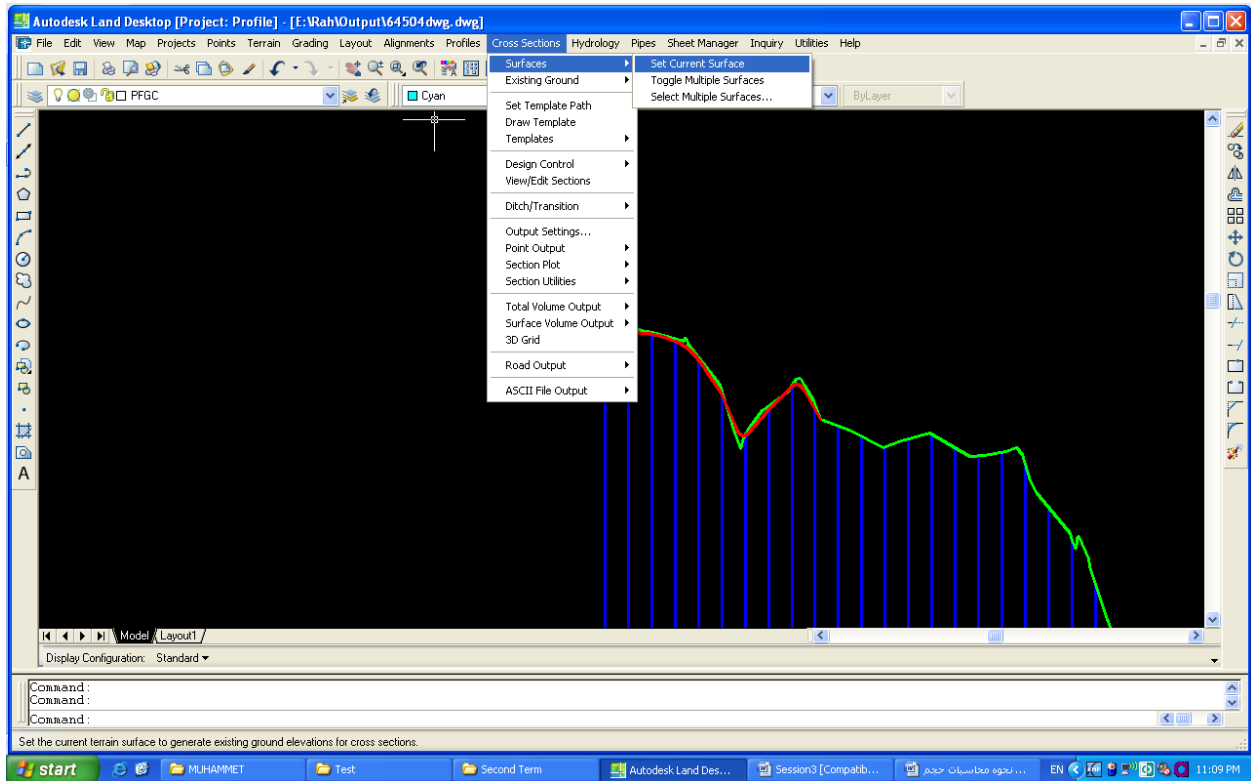 Autodesk Land Desktop [Project: Profile] - [E:\Rah\Output\64504dwg.dwg]
File Edit View Map Projects Points Terrain Grading Layout Alignments Profiles Cross Sections Hydrology Pipes Sheet Manager Inquiry Utilities Help
PFGC
Cyan
ByLayer
Surfaces
Existing Ground
Set Template Path
Draw Template
Templates
Design Control
View/Edit Sections
Ditch/Transition
Output Settings...
Point Output
Section Plot
Section Utilities
Total Volume Output
Surface Volume Output
3D Grid
Road Output
ASCII File Output
Set Current Surface
Toggle Multiple Surfaces
Select Multiple Surfaces...
A
Model Layout1
Display Configuration: Standard
Command:
Command:
Command:
Set the current terrain surface to generate existing ground elevations for cross sections.
start MUHAMMET Test Second Term Autodesk Land Des... Session3 [Compatib... نحوه محاسبات حجم ... EN 11:09 PM